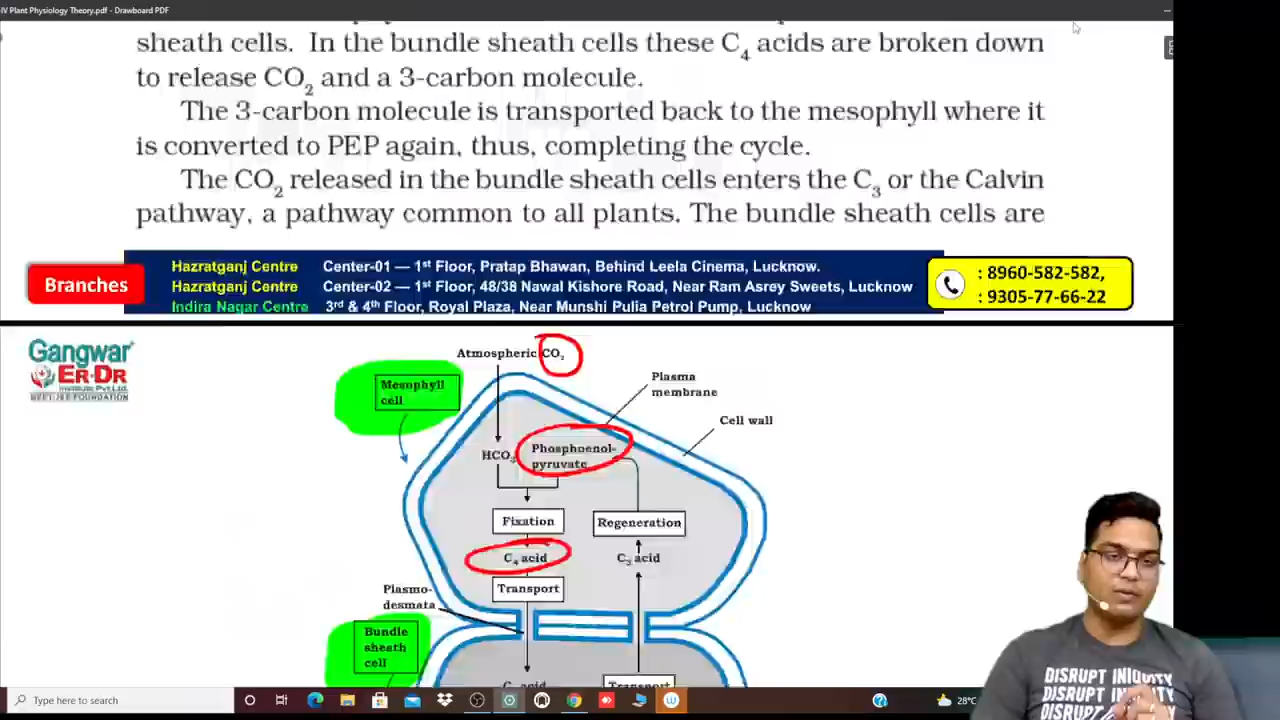 -IV Plant Physiology Theory.pdf - Drawboard PDF
sheath cells. In the bundle sheath cells these C₄ acids are broken down
to release CO₂ and a 3-carbon molecule.
The 3-carbon molecule is transported back to the mesophyll where it
is converted to PEP again, thus, completing the cycle.
The CO₂ released in the bundle sheath cells enters the C₃ or the Calvin
pathway, a pathway common to all plants. The bundle sheath cells are
Branches
Hazratganj Centre Center-01 — 1st Floor, Pratap Bhawan, Behind Leela Cinema, Lucknow.
Hazratganj Centre Center-02 — 1st Floor, 48/38 Nawal Kishore Road, Near Ram Asrey Sweets, Lucknow
Indira Nagar Centre 3rd & 4th Floor, Royal Plaza, Near Munshi Pulia Petrol Pump, Lucknow
: 8960-582-582,
: 9305-77-66-22
Gangwar
ER-DR
Atmospheric CO₂
Mesophyll
cell
Plasma
membrane
Cell wall
HCO₃
Phosphoenol-
pyruvate
Fixation
Regeneration
C₄ acid
C₃ acid
Transport
Plasmo-
desmata
Bundle
sheath
cell
Transport
Type here to search
28°C
DISRUPT INIQUITY
DISRUPT INIQUITY
DISRUPT INIQUITY